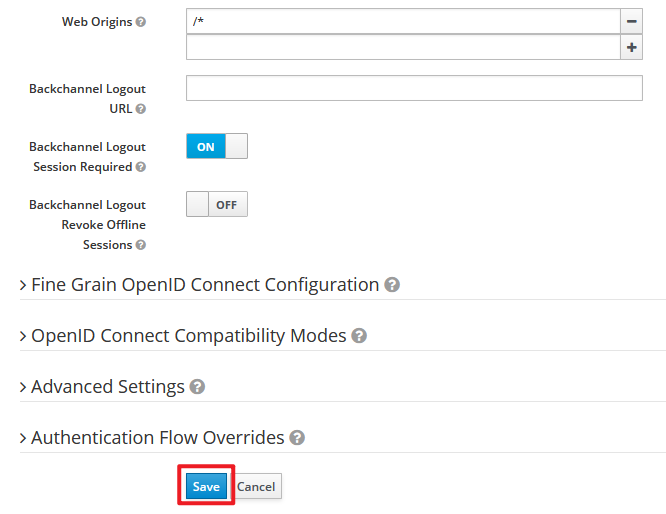 Web Origins
/*
Backchannel Logout
URL
Backchannel Logout
Session Required
ON
Backchannel Logout
Revoke Offline
Sessions
OFF
Fine Grain OpenID Connect Configuration
OpenID Connect Compatibility Modes
Advanced Settings
Authentication Flow Overrides
Save Cancel